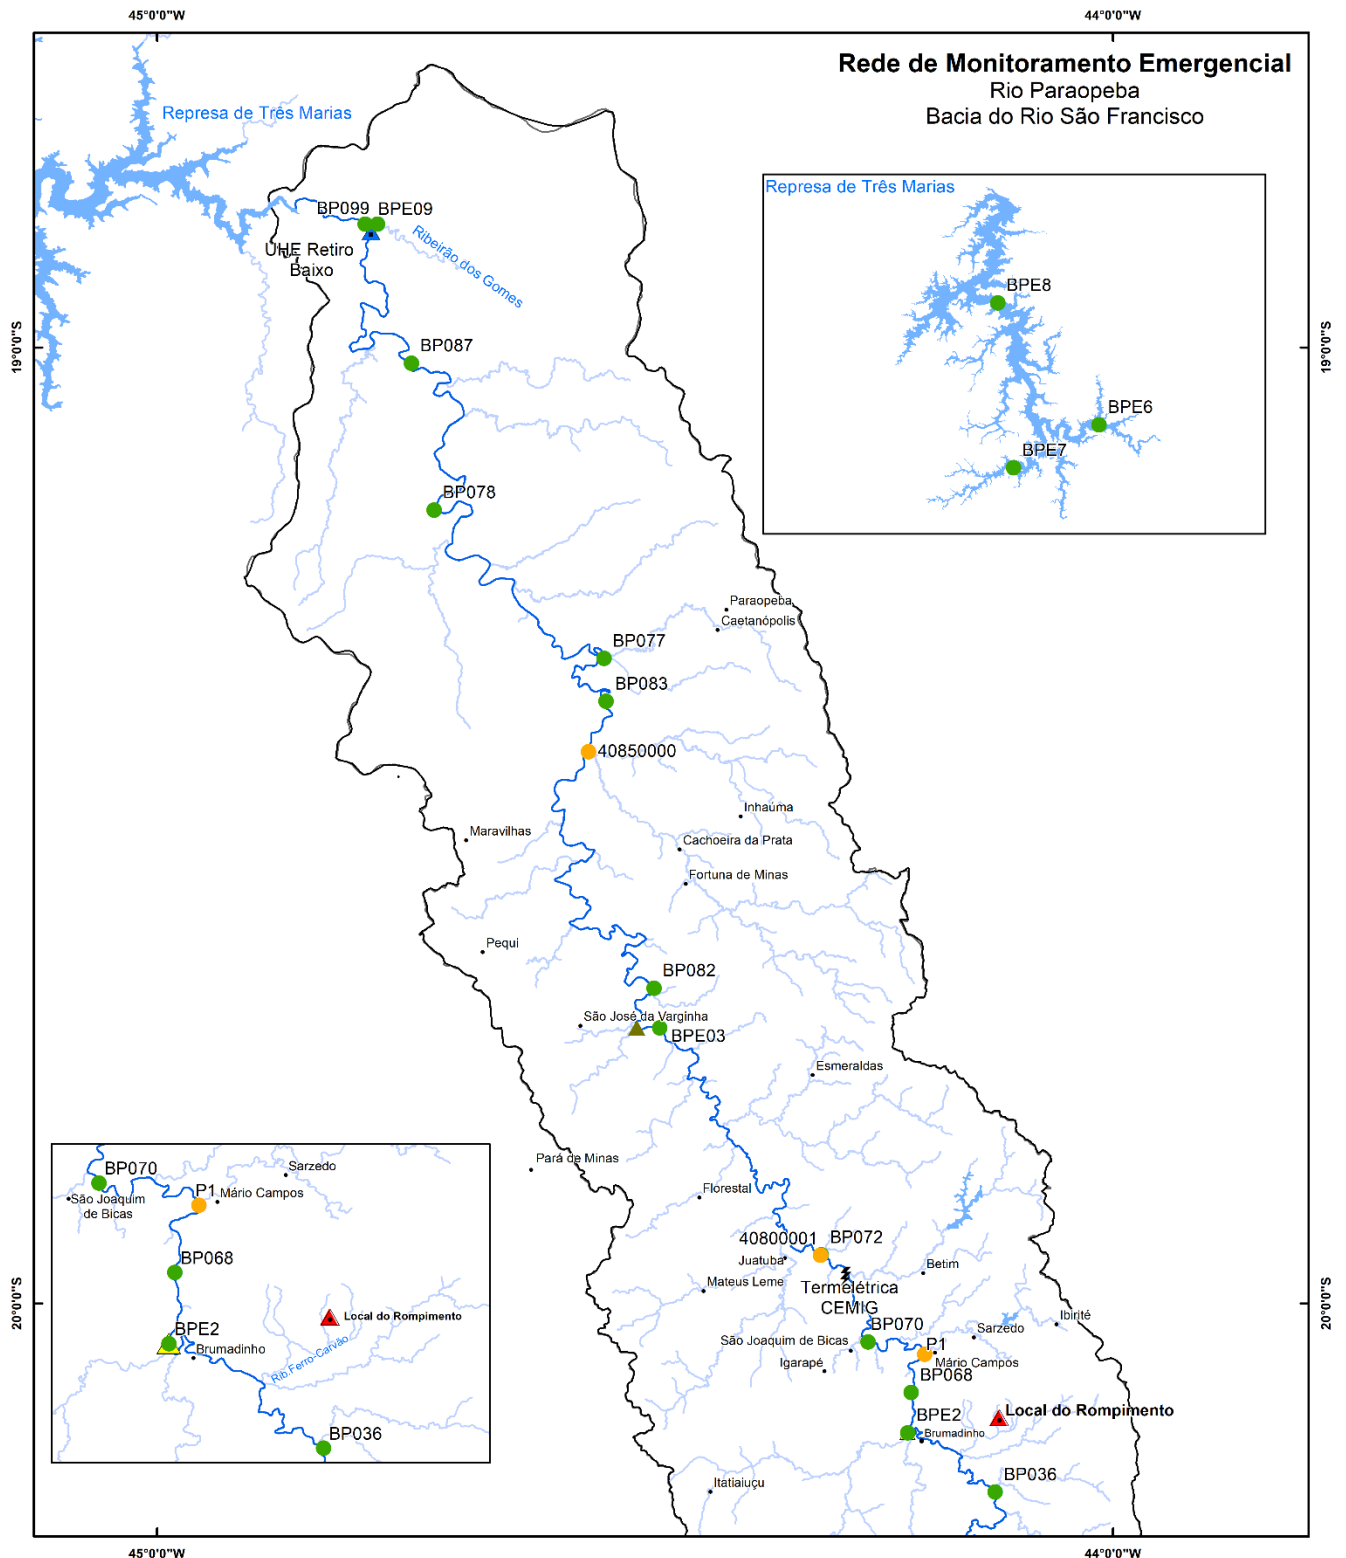 45°0'0"W
44°0'0"W
Rede de Monitoramento Emergencial
Rio Paraopeba
Bacia do Rio São Francisco
Represa de Três Marias
Represa de Três Marias
BP099
BPE09
UHE Retiro
Baixo
Ribeirão dos Gomes
BPE8
19°0'0"S
19°0'0"S
BP087
BPE6
BPE7
BP078
Paraopeba
Caetanópolis
BP077
BP083
40850000
Inhaúma
Maravilhas
Cachoeira da Prata
Fortuna de Minas
Pequi
BP082
São José da Varginha
BPE03
Esmeraldas
Pará de Minas
Florestal
40800001
BP072
Juatuba
Betim
Mateus Leme
Termelétrica
CEMIG
Ibirité
Sarzedo
BP070
São Joaquim de Bicas
P1
Mário Campos
Igarapé
BP068
Local do Rompimento
BPE2
Brumadinho
BP036
Itatiaiuçu
BP070
Sarzedo
São Joaquim
de Bicas
P1
Mário Campos
BP068
Local do Rompimento
BPE2
Brumadinho
Rib.Ferro-Carvão
BP036
20°0'0"S
20°0'0"S
45°0'0"W
44°0'0"W